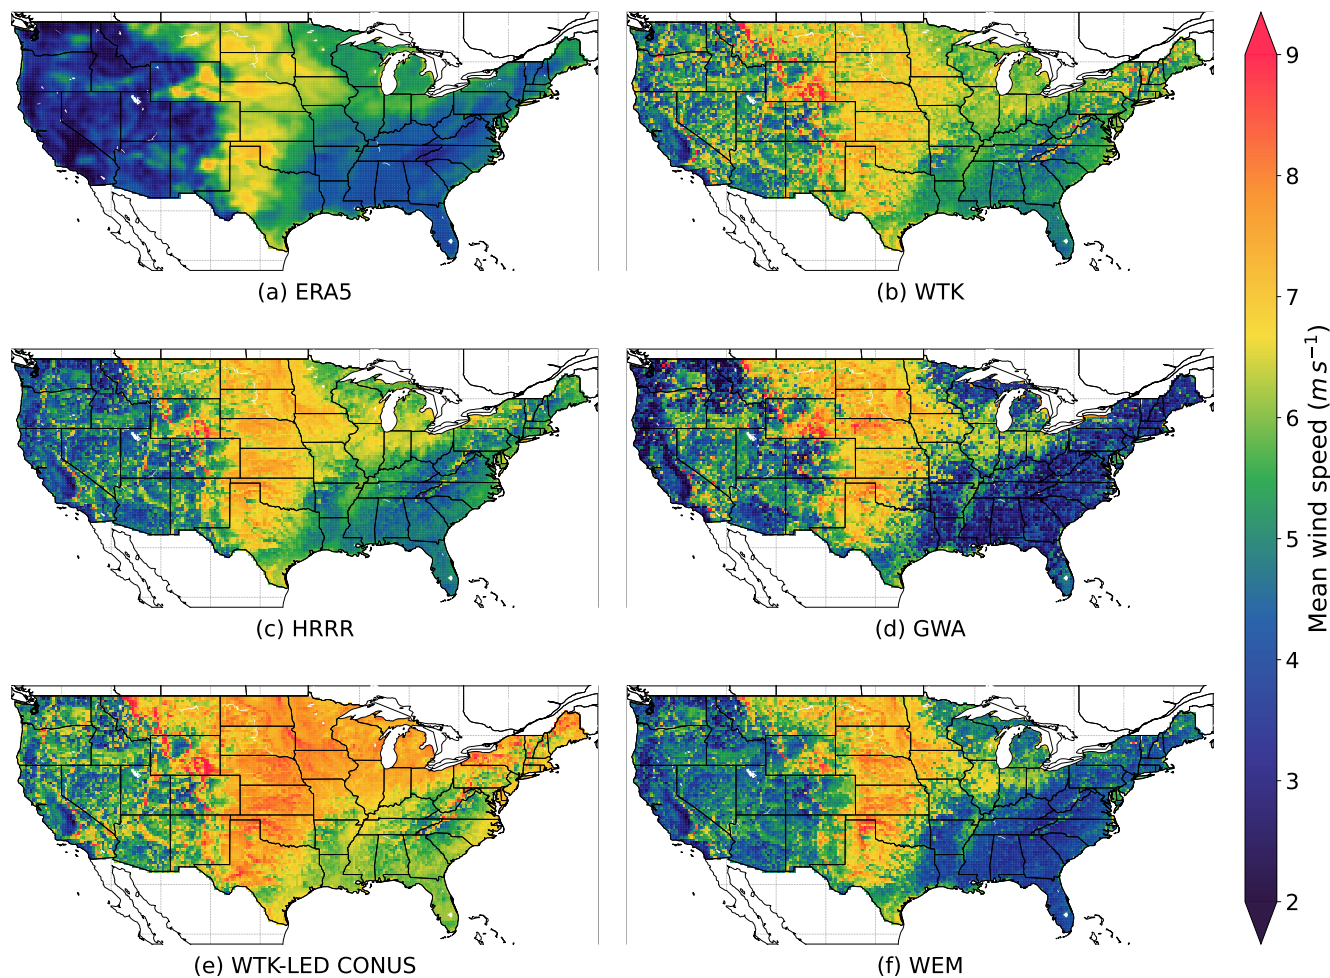 (a) ERA5
(b) WTK
(c) HRRR
(d) GWA
(e) WTK-LED CONUS
(f) WEM
9
8
7
6
5
4
3
2
Mean wind speed (m s⁻¹)